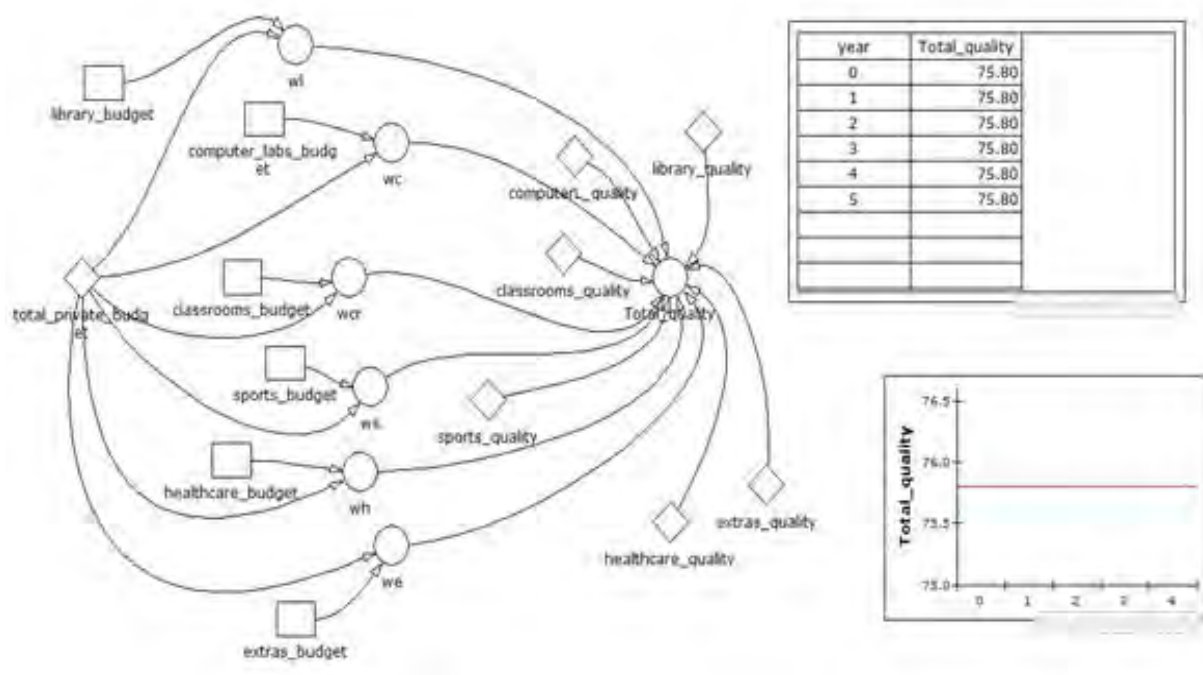 wl
library_budget
computer_labs_budg
et
wc
computerL_quality
library_quality
classrooms_quality
classrooms_budget
wcr
total_private_budg
et
Total_quality
sports_budget
ws
sports_quality
healthcare_budget
wh
extras_quality
healthcare_quality
we
extras_budget
year Total_quality
0 75.80
1 75.80
2 75.80
3 75.80
4 75.80
5 75.80
Total_quality
76.5
76.0
75.5
75.0
0 1 2 3 4